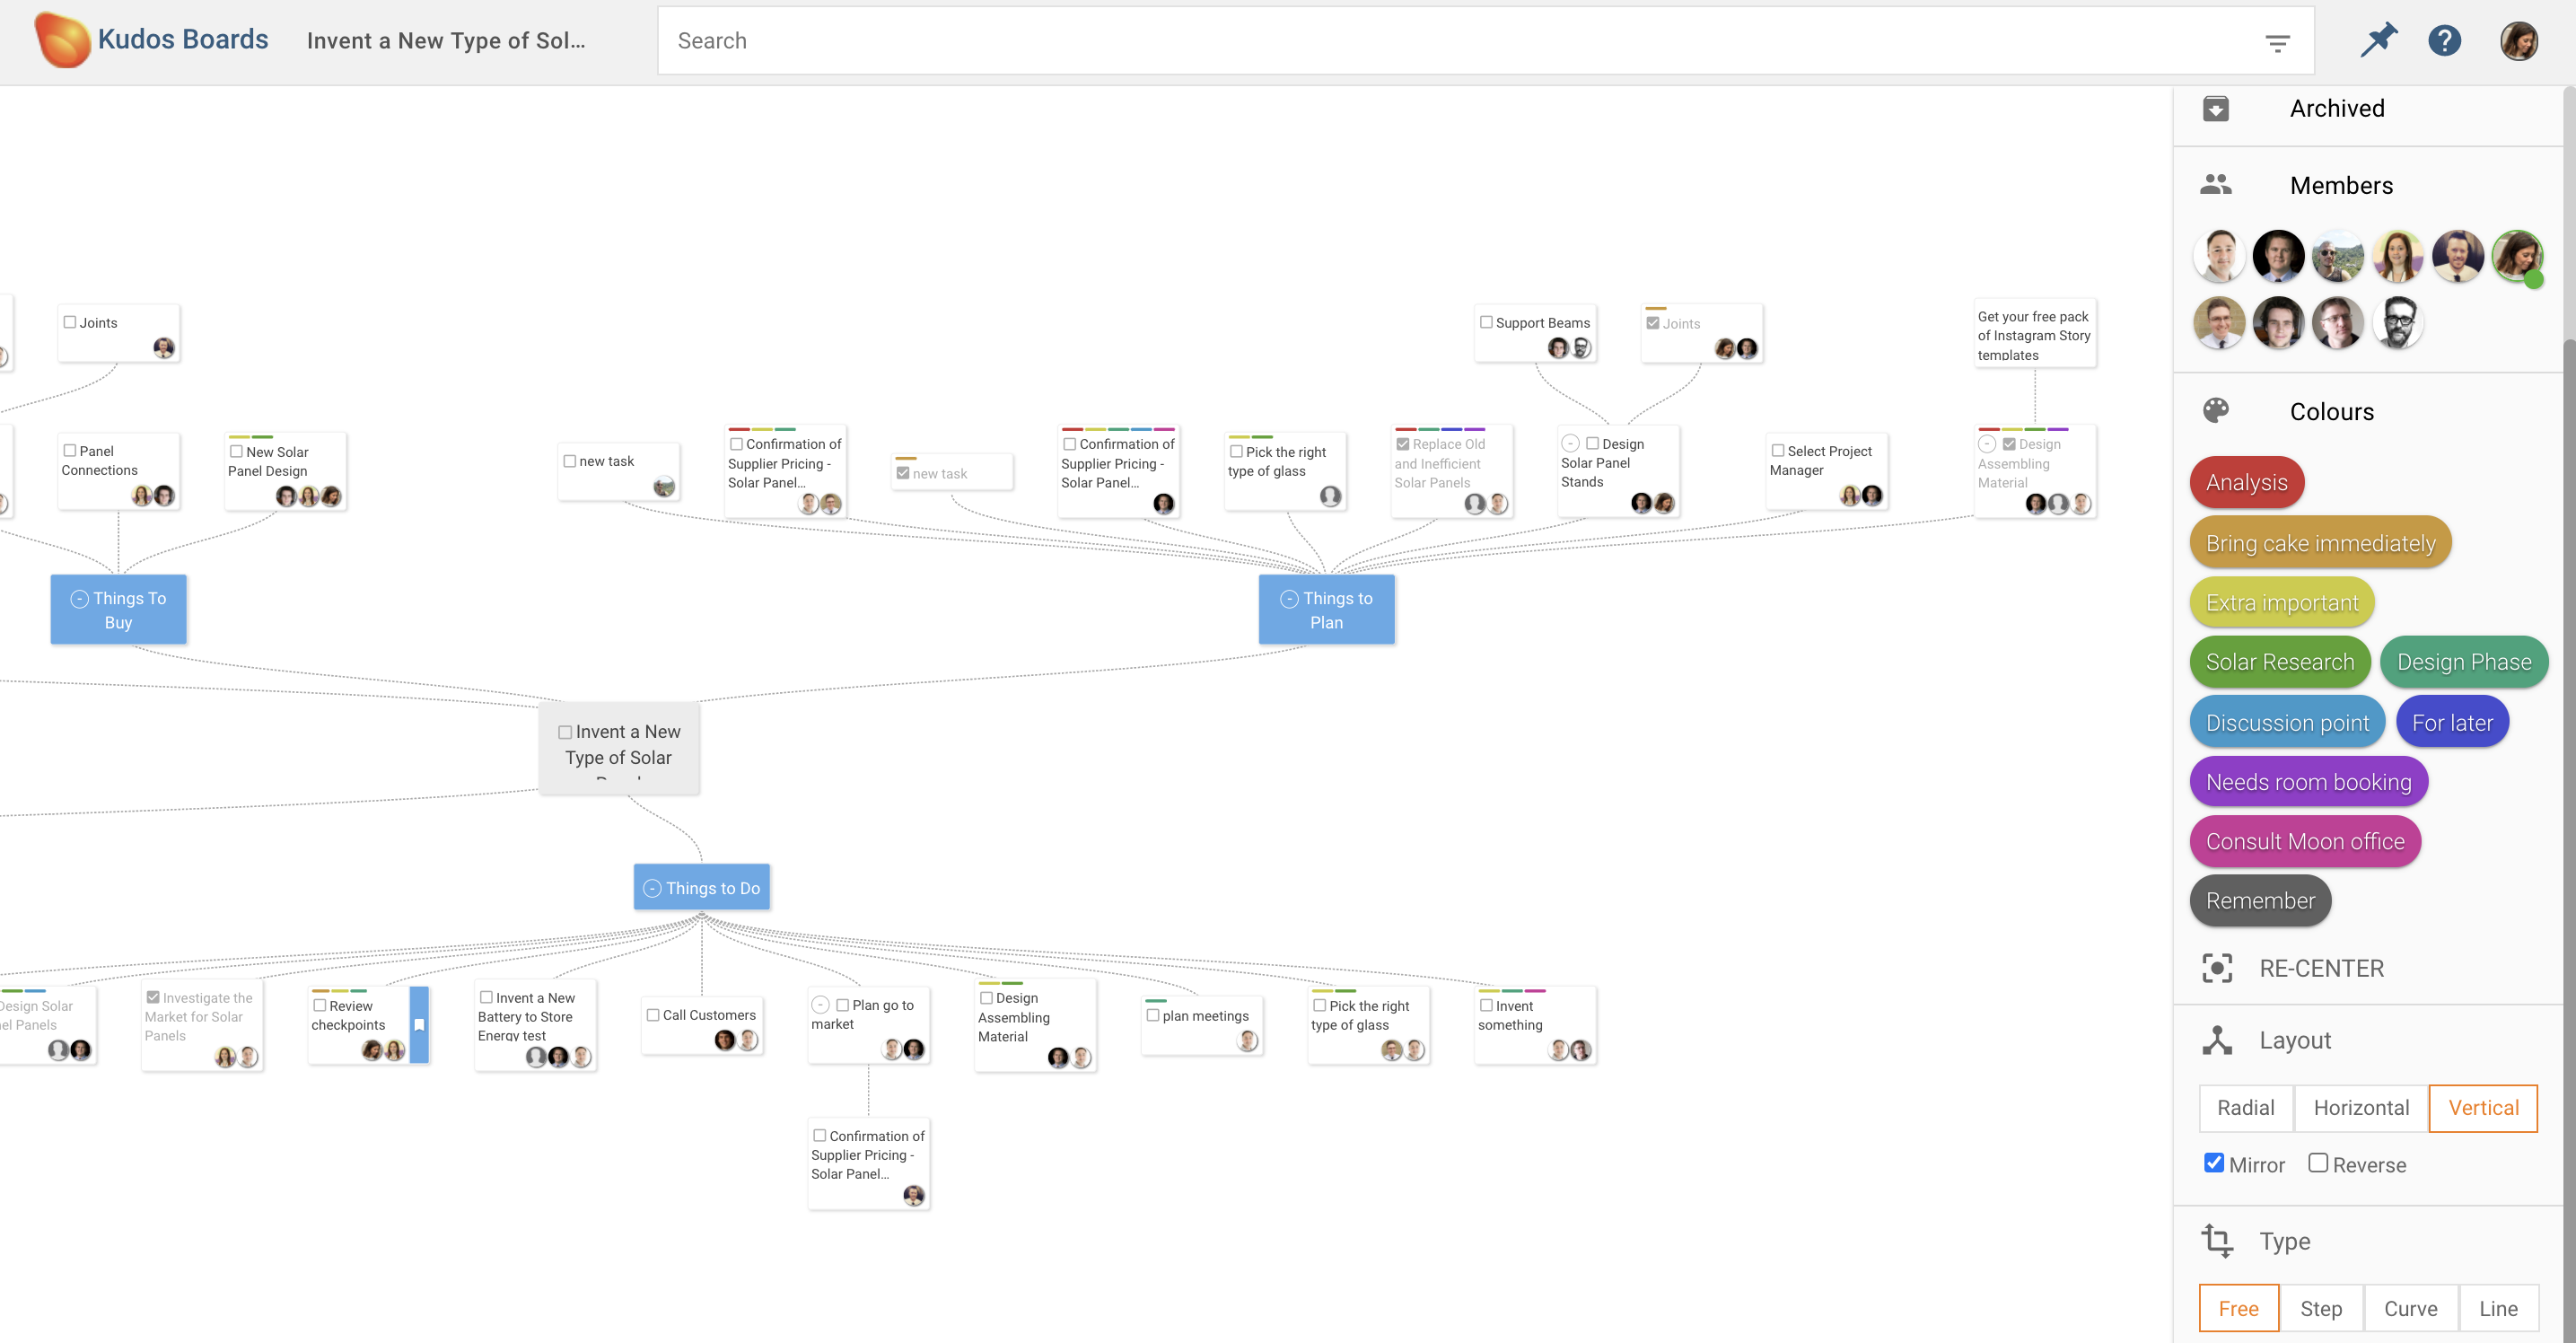 Kudos Boards
Invent a New Type of Sol...
Search
Archived
Members
Colours
Analysis
Bring cake immediately
Extra important
Solar Research
Design Phase
Discussion point
For later
Needs room booking
Consult Moon office
Remember
RE-CENTER
Layout
Radial
Horizontal
Vertical
Mirror
Reverse
Type
Free
Step
Curve
Line
Joints
Support Beams
Joints
Get your free pack
of Instagram Story
templates
Panel
Connections
New Solar
Panel Design
new task
Confirmation of
Supplier Pricing -
Solar Panel...
new task
Confirmation of
Supplier Pricing -
Solar Panel...
Pick the right
type of glass
Replace Old
and Inefficient
Solar Panels
Design
Solar Panel
Stands
Select Project
Manager
Design
Assembling
Material
Things To
Buy
Things to
Plan
Invent a New
Type of Solar
Things to Do
Design Solar
Panels
Investigate the
Market for Solar
Panels
Review
checkpoints
Invent a New
Battery to Store
Energy test
Call Customers
Plan go to
market
Design
Assembling
Material
plan meetings
Pick the right
type of glass
Invent
something
Confirmation of
Supplier Pricing -
Solar Panel...